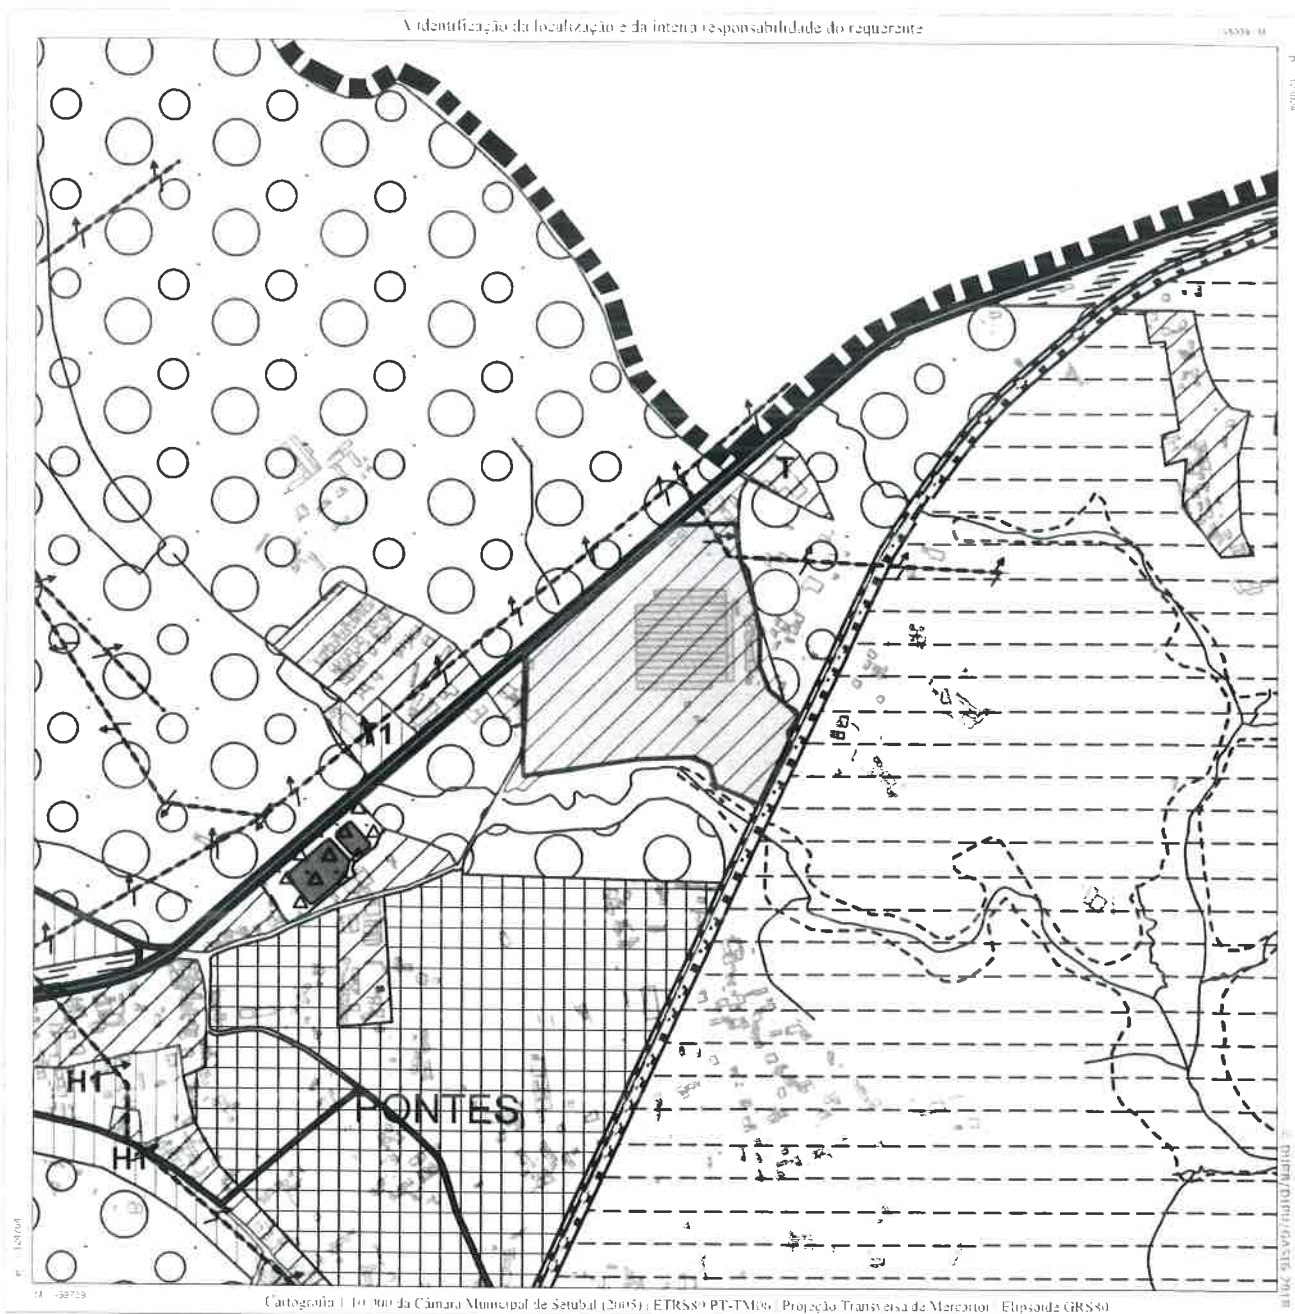 A identificação da localização e da inteira responsabilidade do requerente
T
T1
H1
PONTES
H1
Cartografia 1:10 000 da Câmara Municipal de Setúbal (2005) ; ETRS89 PT-TM06 Projeção Transversa de Mercator Elipsoide GRS80